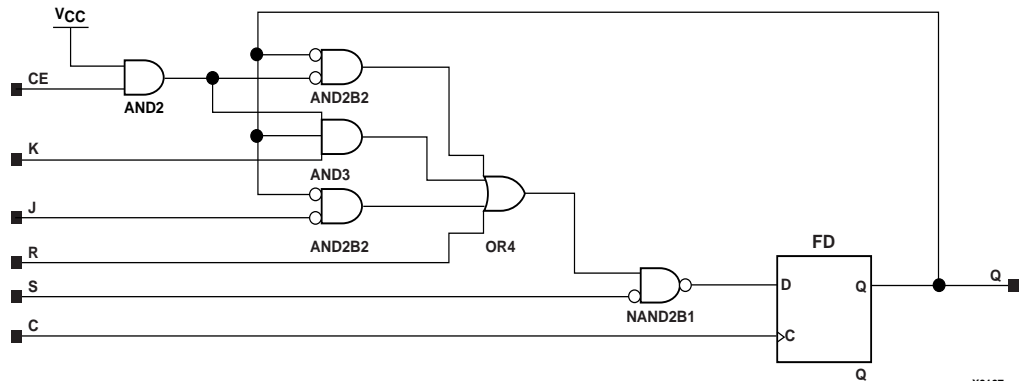 VCC
CE
AND2
AND2B2
K
AND3
J
AND2B2
R
OR4
S
NAND2B1
C
FD
D
Q
C
Q
Q